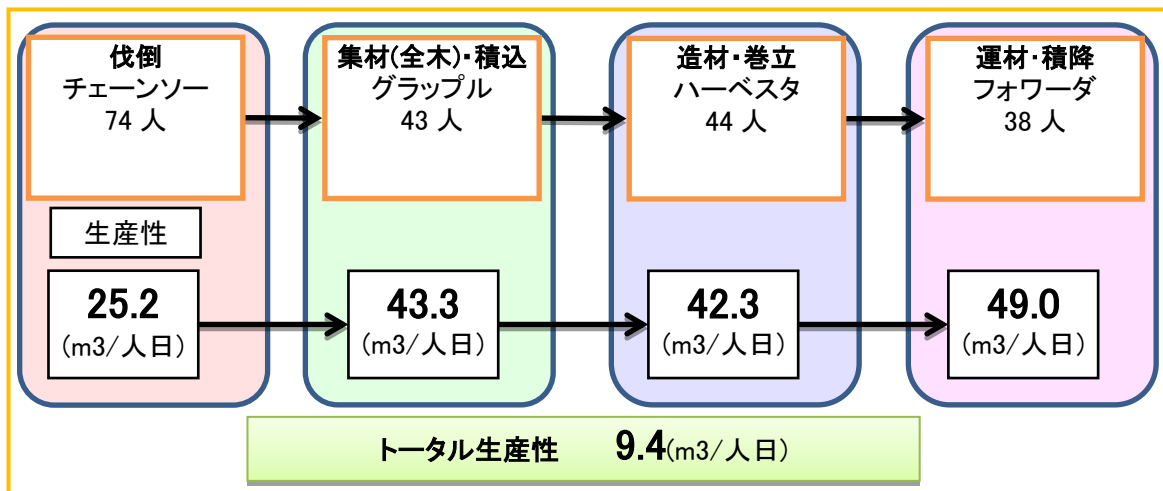 伐倒
チェーンソー
74 人
集材(全木)・積込
グラップル
43 人
造材・巻立
ハーベスタ
44 人
運材・積降
フォワーダ
38 人
生産性
25.2
(m3/人日)
43.3
(m3/人日)
42.3
(m3/人日)
49.0
(m3/人日)
トータル生産性 9.4(m3/人日)